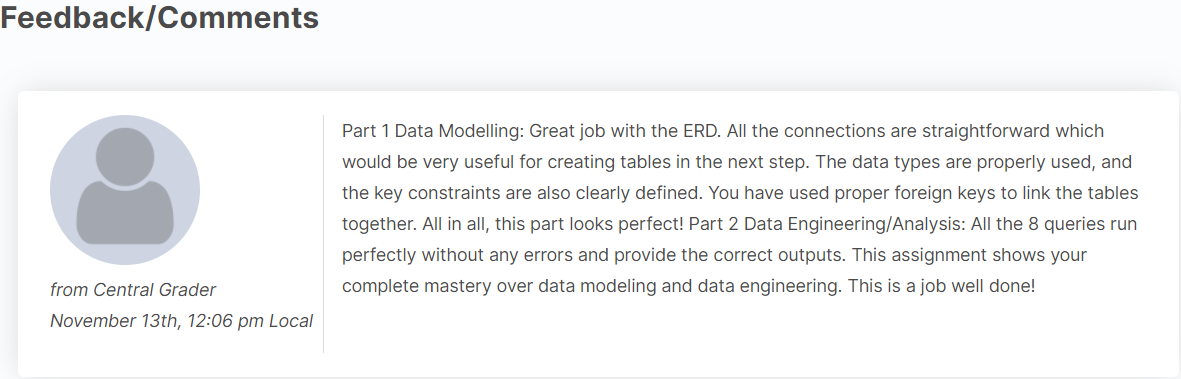 Feedback/Comments
Part 1 Data Modelling: Great job with the ERD. All the connections are straightforward which
would be very useful for creating tables in the next step. The data types are properly used, and
the key constraints are also clearly defined. You have used proper foreign keys to link the tables
together. All in all, this part looks perfect! Part 2 Data Engineering/Analysis: All the 8 queries run
perfectly without any errors and provide the correct outputs. This assignment shows your
complete mastery over data modeling and data engineering. This is a job well done!
from Central Grader
November 13th, 12:06 pm Local